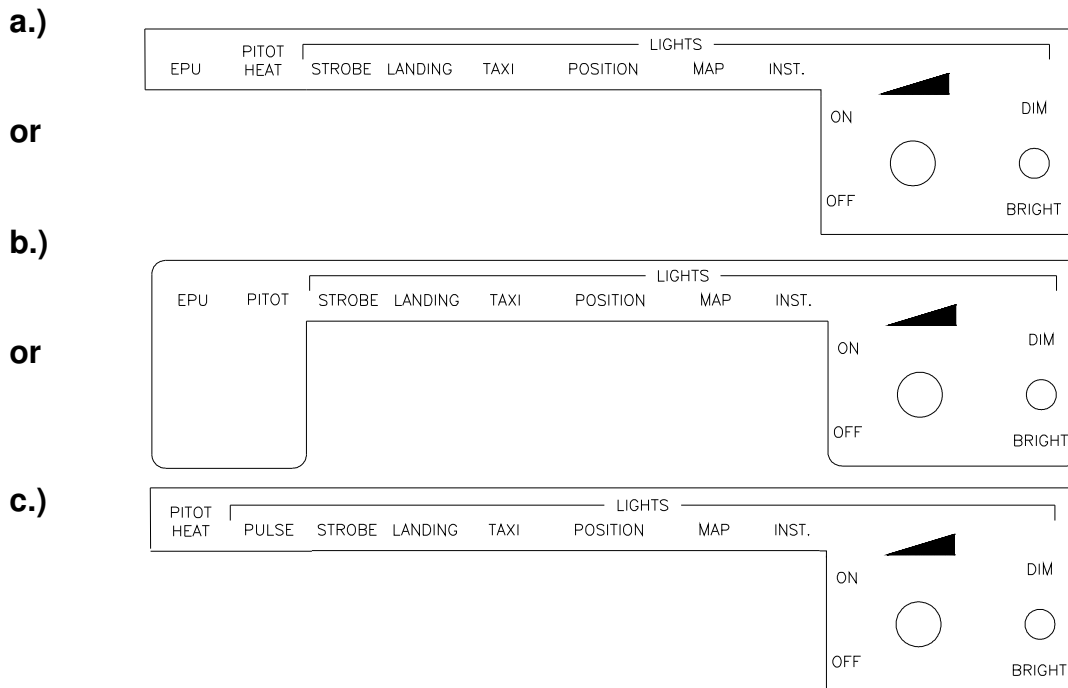 a.)
LIGHTS
PITOT
EPU HEAT STROBE LANDING TAXI POSITION MAP INST.
ON DIM
OFF BRIGHT
or
b.)
LIGHTS
EPU PITOT STROBE LANDING TAXI POSITION MAP INST.
ON DIM
OFF BRIGHT
or
c.)
LIGHTS
PITOT
HEAT PULSE STROBE LANDING TAXI POSITION MAP INST.
ON DIM
OFF BRIGHT